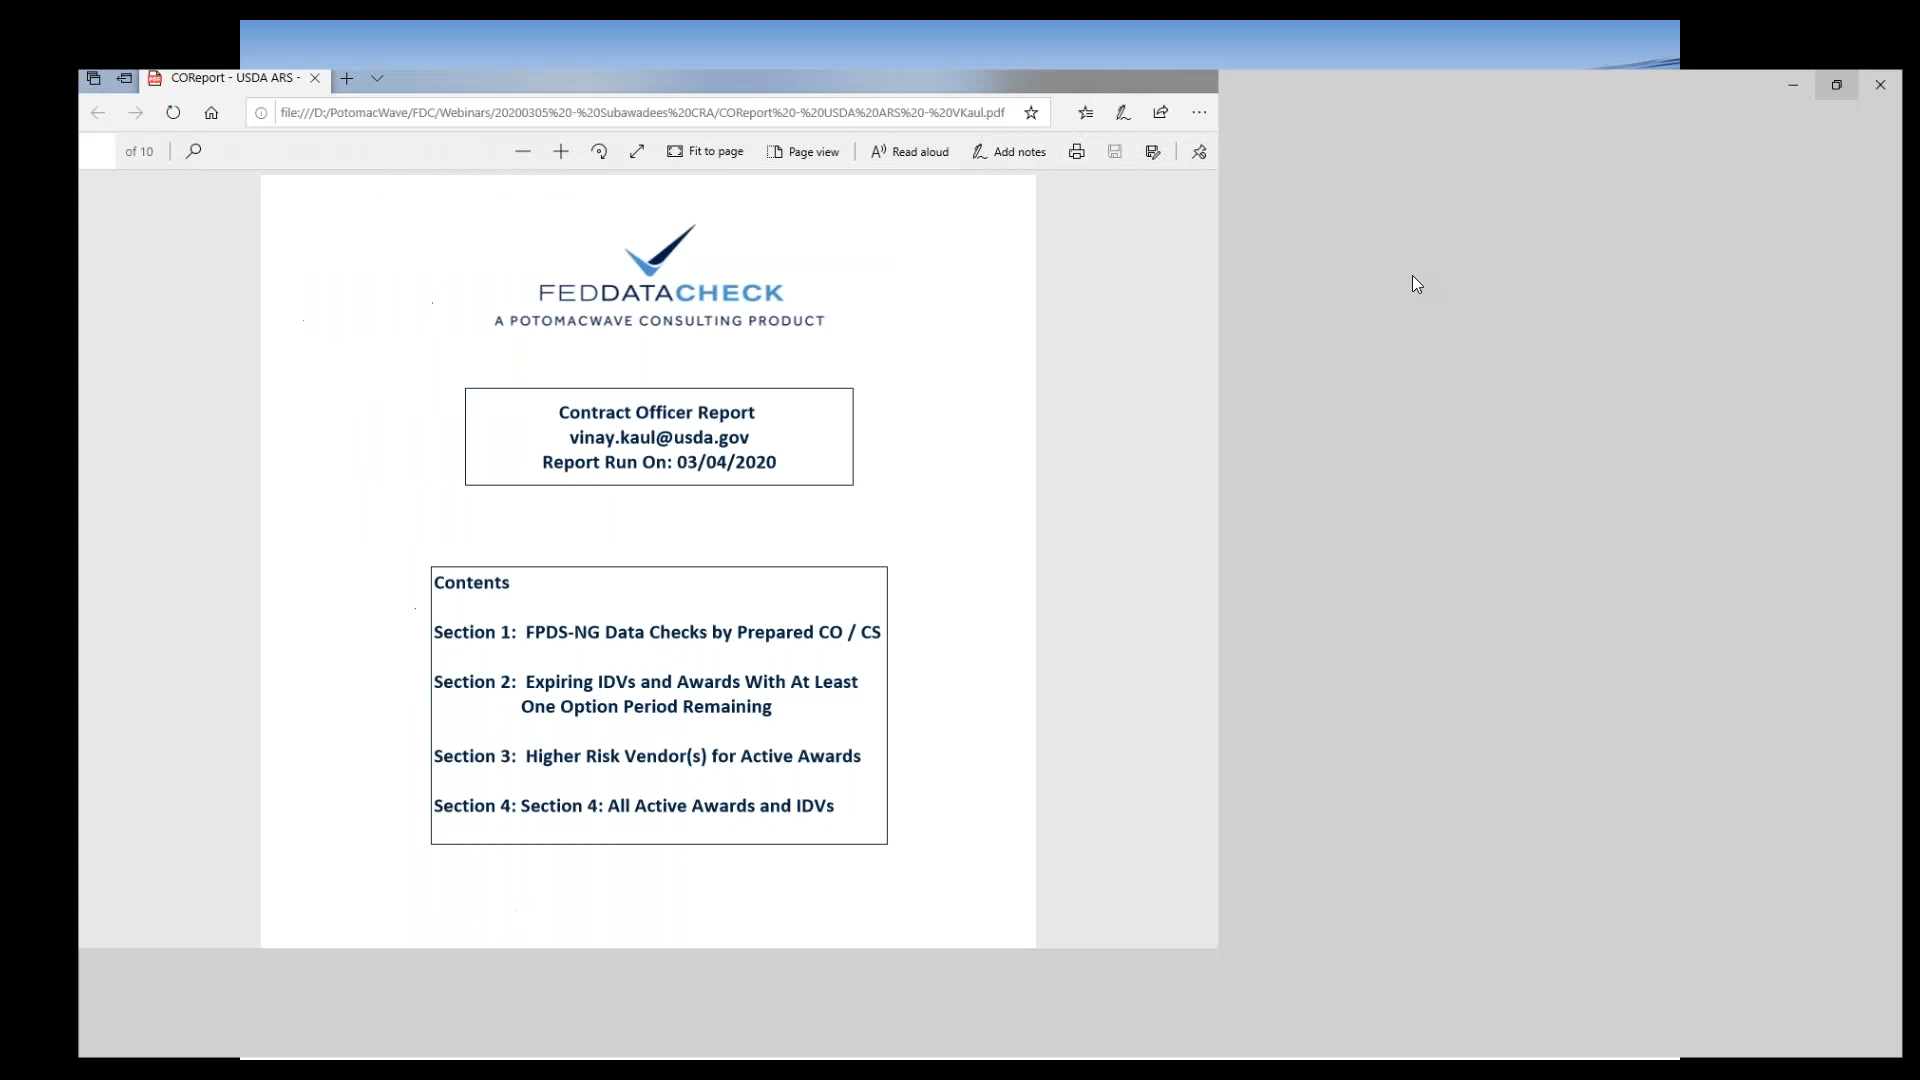 COReport - USDA ARS -
file:///D:/PotomacWave/FDC/Webinars/20200305%20-%20Subawadees%20CRA/COReport%20-%20USDA%20ARS%20-%20VKaul.pdf
of 10
Fit to page
Page view
Read aloud
Add notes
FEDDATACHECK
A POTOMACWAVE CONSULTING PRODUCT
Contract Officer Report
vinay.kaul@usda.gov
Report Run On: 03/04/2020
Contents
Section 1: FPDS-NG Data Checks by Prepared CO / CS
Section 2: Expiring IDVs and Awards With At Least
One Option Period Remaining
Section 3: Higher Risk Vendor(s) for Active Awards
Section 4: Section 4: All Active Awards and IDVs